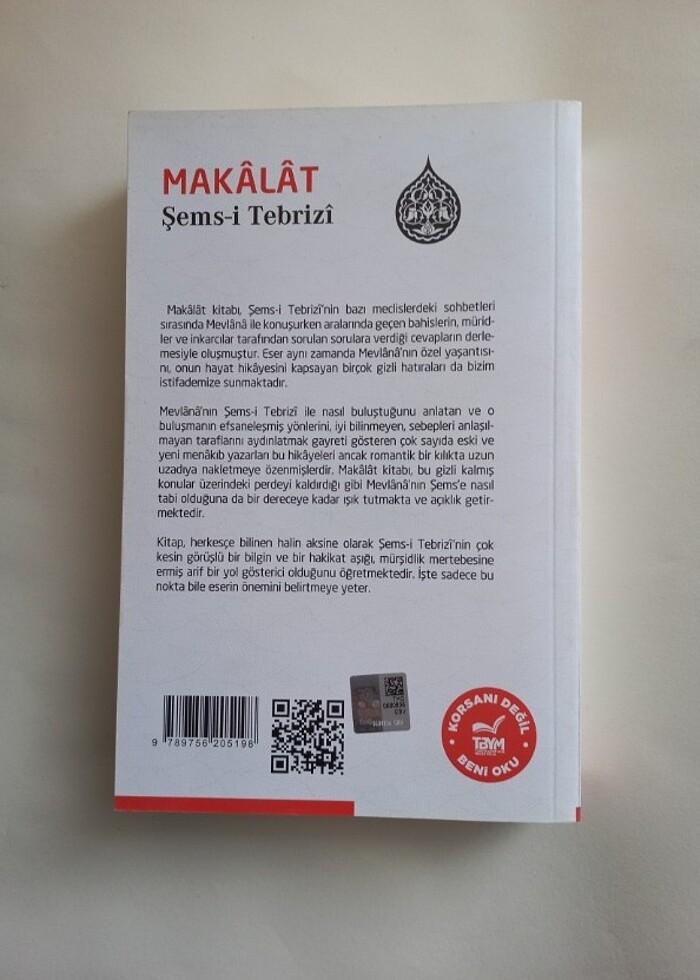 MAKÂLÂT
Şems-i Tebrizî
Makâlât kitabı, Şems-i Tebrizî'nin bazı meclislerdeki sohbetleri
sırasında Mevlânâ ile konuşurken aralarında geçen bahislerin, mürid-
ler ve inkarcılar tarafından sorulan sorulara verdiği cevapların derle-
mesiyle oluşmuştur. Eser aynı zamanda Mevlânâ'nın özel yaşantısı-
nı, onun hayat hikâyesini kapsayan birçok gizli hatıraları da bizim
istifademize sunmaktadır.
Mevlânâ'nın Şems-i Tebrizî ile nasıl buluştuğunu anlatan ve o
buluşmanın efsaneleşmiş yönlerini, iyi bilinmeyen, sebepleri anlaşıl-
mayan taraflarını aydınlatmak gayreti gösteren çok sayıda eski ve
yeni menâkıb yazarları bu hikâyeleri ancak romantik bir kılıkta uzun
uzadıya nakletmeye özenmişlerdir. Makâlât kitabı, bu gizli kalmış
konular üzerindeki perdeyi kaldırdığı gibi Mevlânâ'nın Şems'e nasıl
tabi olduğuna da bir dereceye kadar ışık tutmakta ve açıklık getir-
mektedir.
Kitap, herkesçe bilinen halin aksine olarak Şems-i Tebrizî'nin çok
kesin görüşlü bir bilgin ve bir hakikat aşığı, mürşidlik mertebesine
ermiş arif bir yol gösterici olduğunu öğretmektedir. İşte sadece bu
nokta bile eserin önemini belirtmeye yeter.
9 789756 205198
KORSANI DEĞİL
TBYM
BENİ OKU